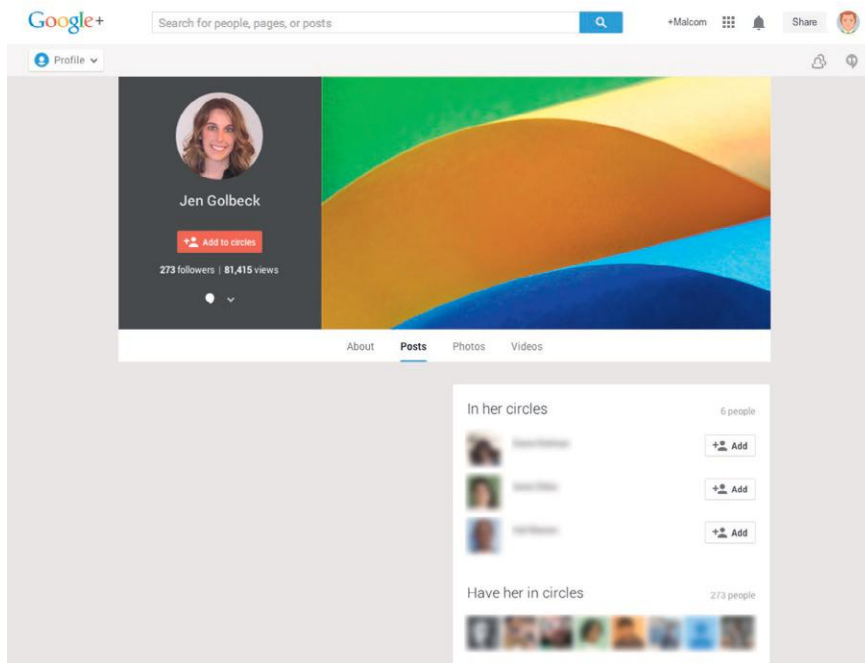 Google+
Search for people, pages, or posts
+Malcom
Share
Profile
Jen Golbeck
Add to circles
273 followers | 81,415 views
About Posts Photos Videos
In her circles 6 people
Add
Add
Add
Have her in circles 273 people